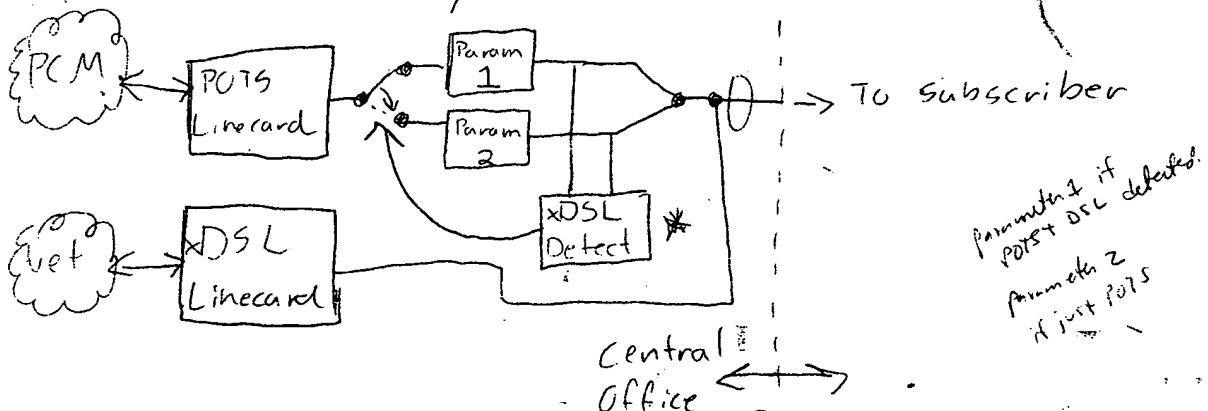 PCM
POTS
Linecard
Param
1
Param
2
To subscriber
xDSL
Detect *
Parameter 1 if
POTS + DSL detected.
Parameter 2
if just POTS
Net
xDSL
Linecard
Central
Office